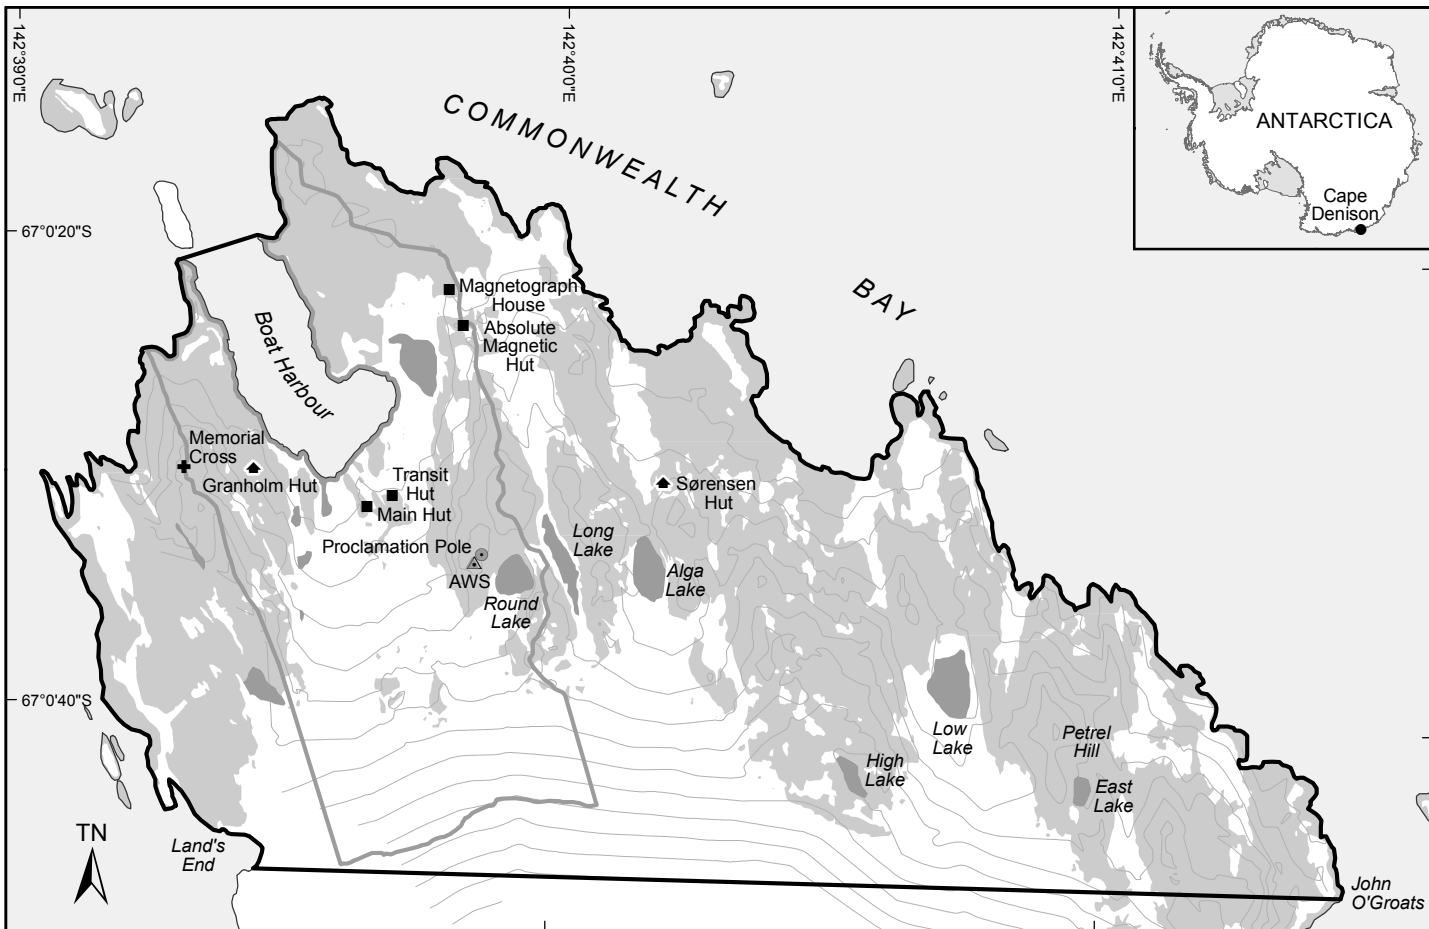 142°39'0"E
142°40'0"E
142°41'0"E
COMMONWEALTH
BAY
ANTARCTICA
Cape
Denison
67°0'20"S
67°0'40"S
Magnetograph
House
Absolute
Magnetic
Hut
Boat Harbour
Memorial
Cross
Granholm Hut
Transit
Hut
Main Hut
Sørensen
Hut
Proclamation Pole
AWS
Round
Lake
Long
Lake
Alga
Lake
Low
Lake
High
Lake
Petrel
Hill
East
Lake
Land's
End
TN
John
O'Groats